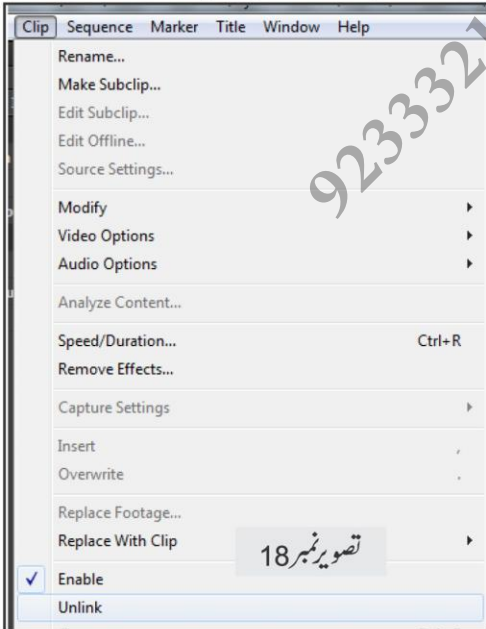 Clip Sequence Marker Title Window Help
Rename...
Make Subclip...
Edit Subclip...
Edit Offline...
Source Settings...
Modify
Video Options
Audio Options
Analyze Content...
Speed/Duration... Ctrl+R
Remove Effects...
Capture Settings
Insert ,
Overwrite .
Replace Footage...
Replace With Clip
تصویر نمبر 18
Enable
Unlink
923332